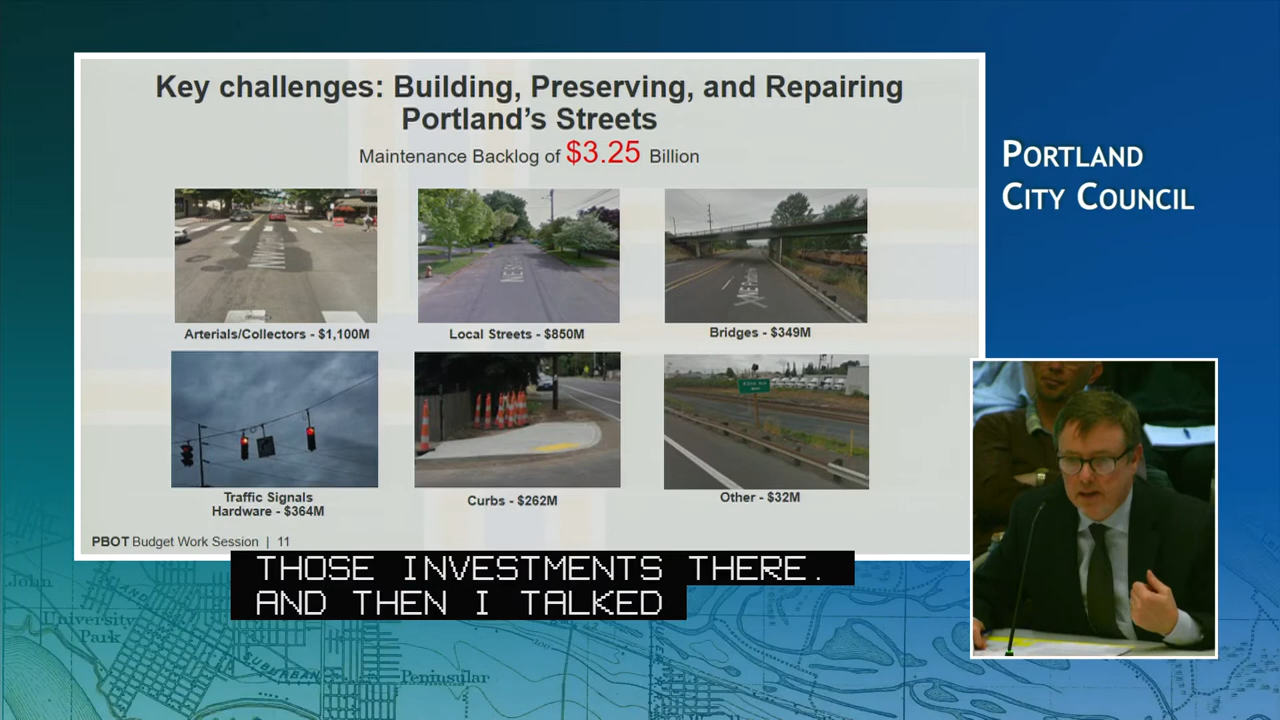 Key challenges: Building, Preserving, and Repairing
Portland's Streets
Maintenance Backlog of $3.25 Billion
Arterials/Collectors - $1,100M
Local Streets - $850M
Bridges - $349M
Traffic Signals
Hardware - $364M
Curbs - $262M
Other - $32M
PBOT Budget Work Session | 11
PORTLAND
CITY COUNCIL
THOSE INVESTMENTS THERE.
AND THEN I TALKED
John
University
Park
SUBURBAN
Peninsular